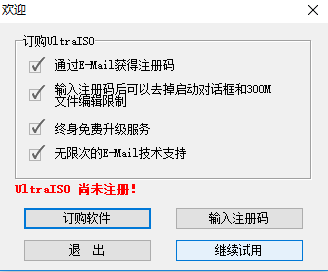 欢迎
订购UltraISO
通过E-Mail获得注册码
输入注册码后可以去掉启动对话框和300M
文件编辑限制
终身免费升级服务
无限次的E-Mail技术支持
UltraISO 尚未注册!
订购软件
输入注册码
退 出
继续试用